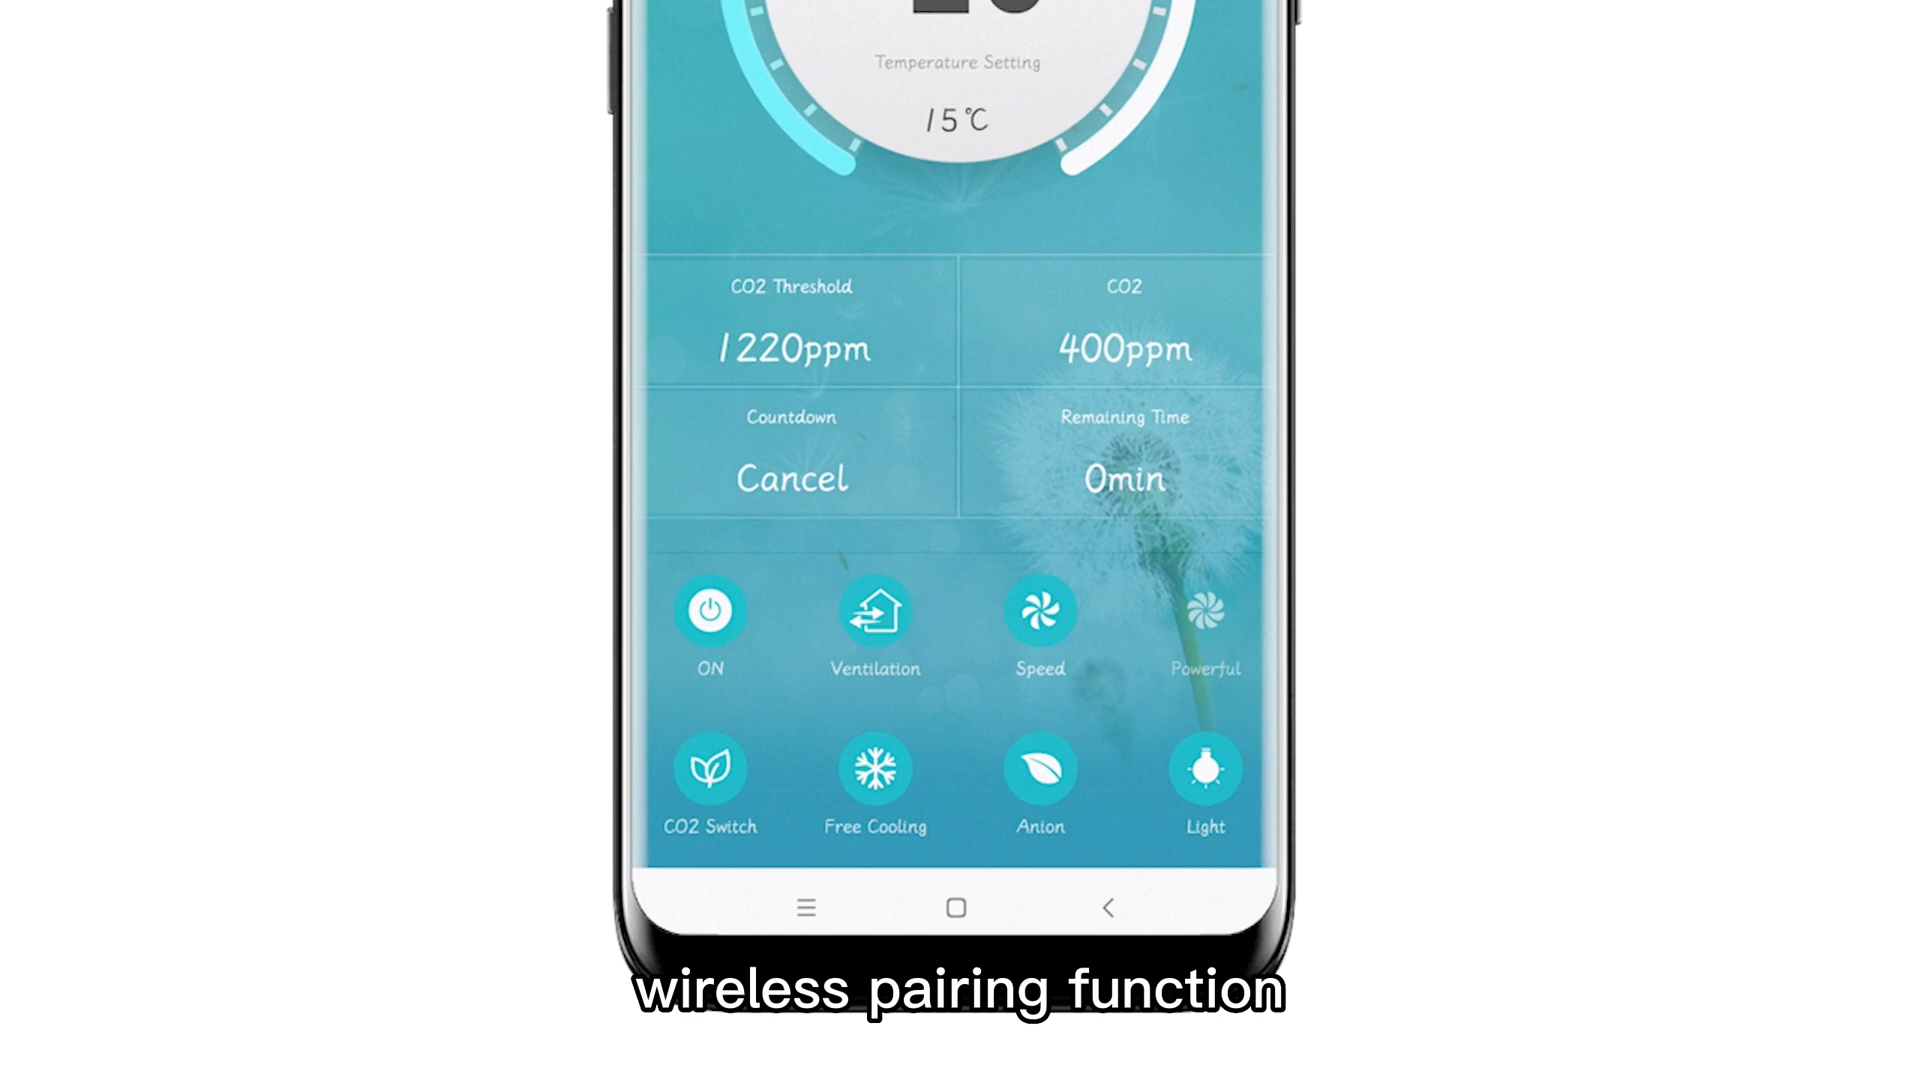 Temperature Setting
15℃
CO2 Threshold
CO2
1220ppm
400ppm
Countdown
Remaining Time
Cancel
0min
ON
Ventilation
Speed
Powerful
CO2 Switch
Free Cooling
Anion
Light
wireless pairing function